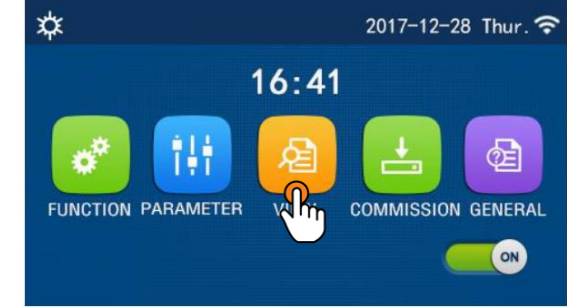 2017-12-28 Thur.
16:41
FUNCTION PARAMETER COMMISSION GENERAL
ON